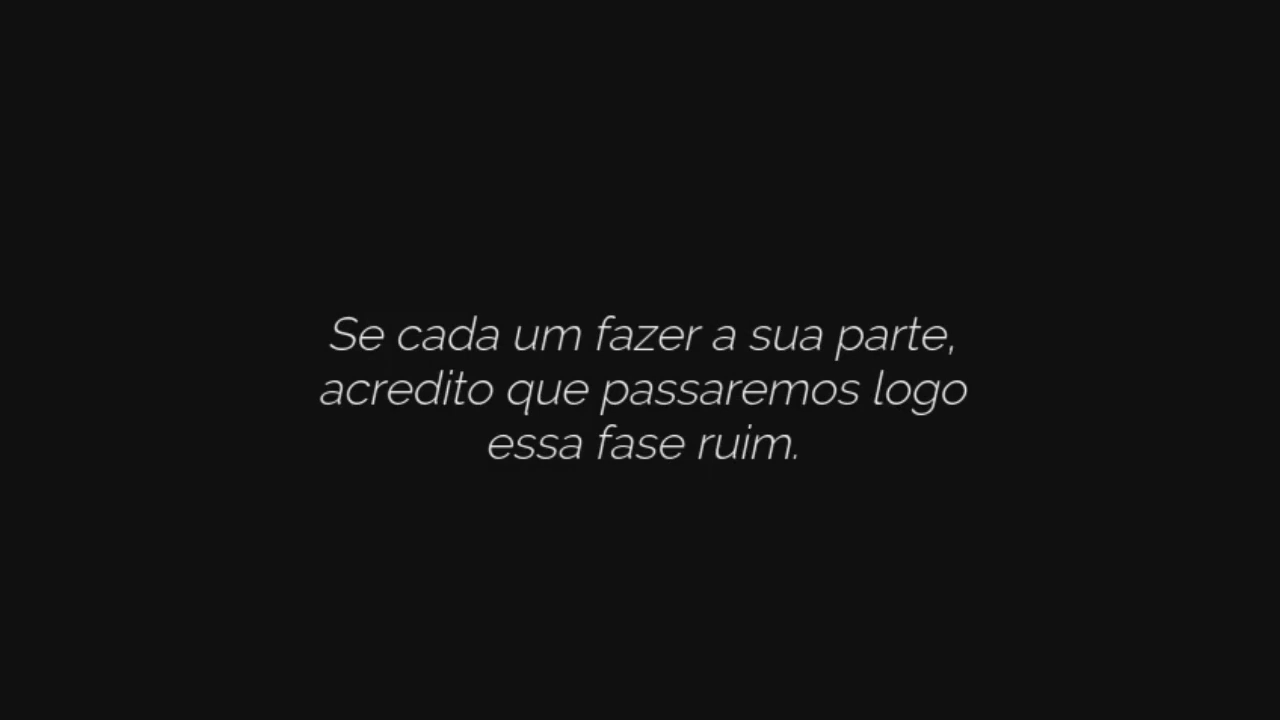 Se cada um fazer a sua parte,
acredito que passaremos logo
essa fase ruim.